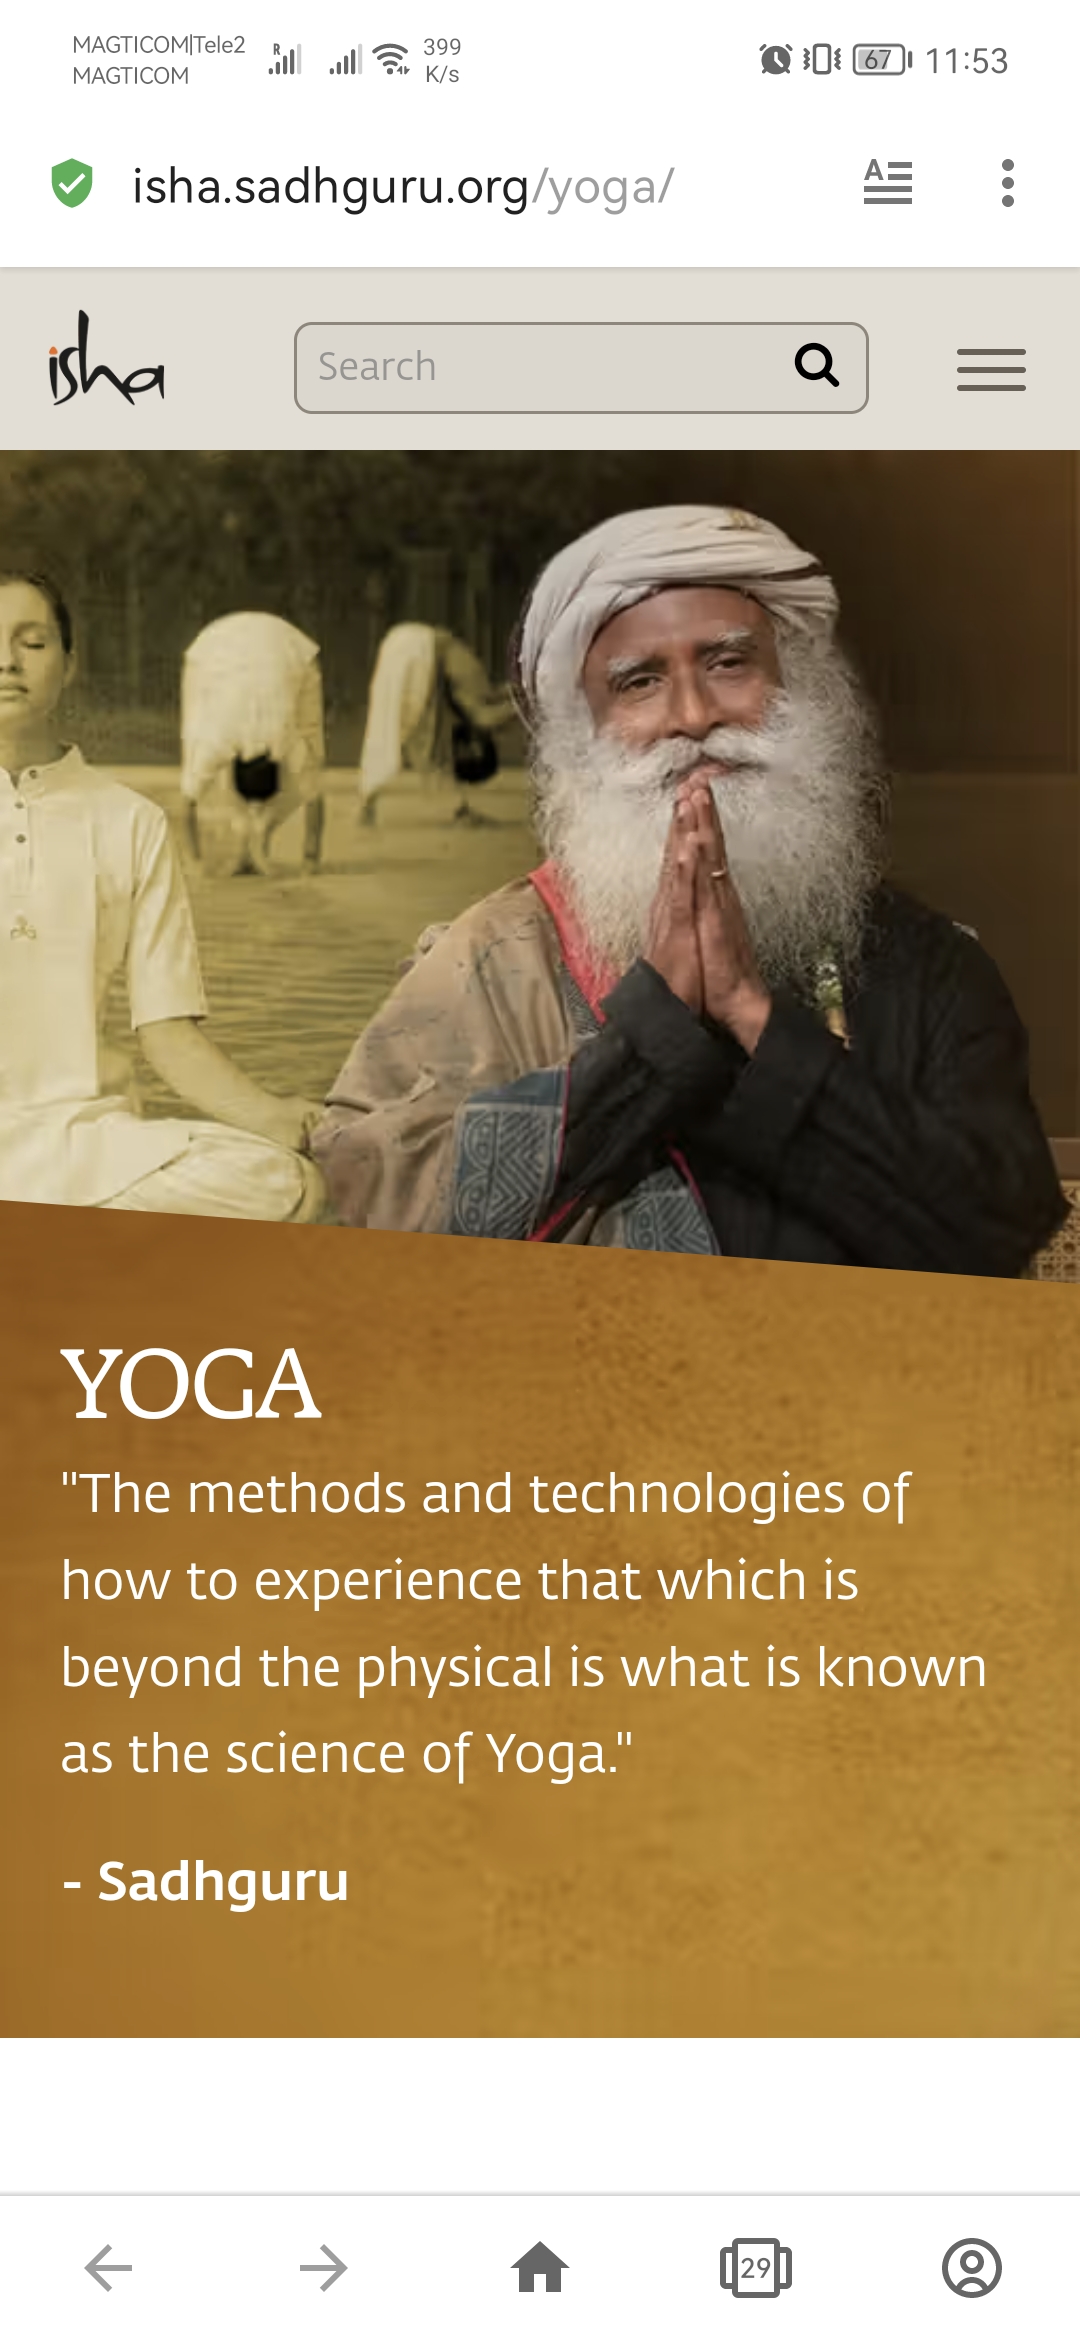 MAGTICOM|Tele2
MAGTICOM
R
399
K/s
67
11:53
isha.sadhguru.org/yoga/
A
isha
Search
YOGA
"The methods and technologies of
how to experience that which is
beyond the physical is what is known
as the science of Yoga."
- Sadhguru
29